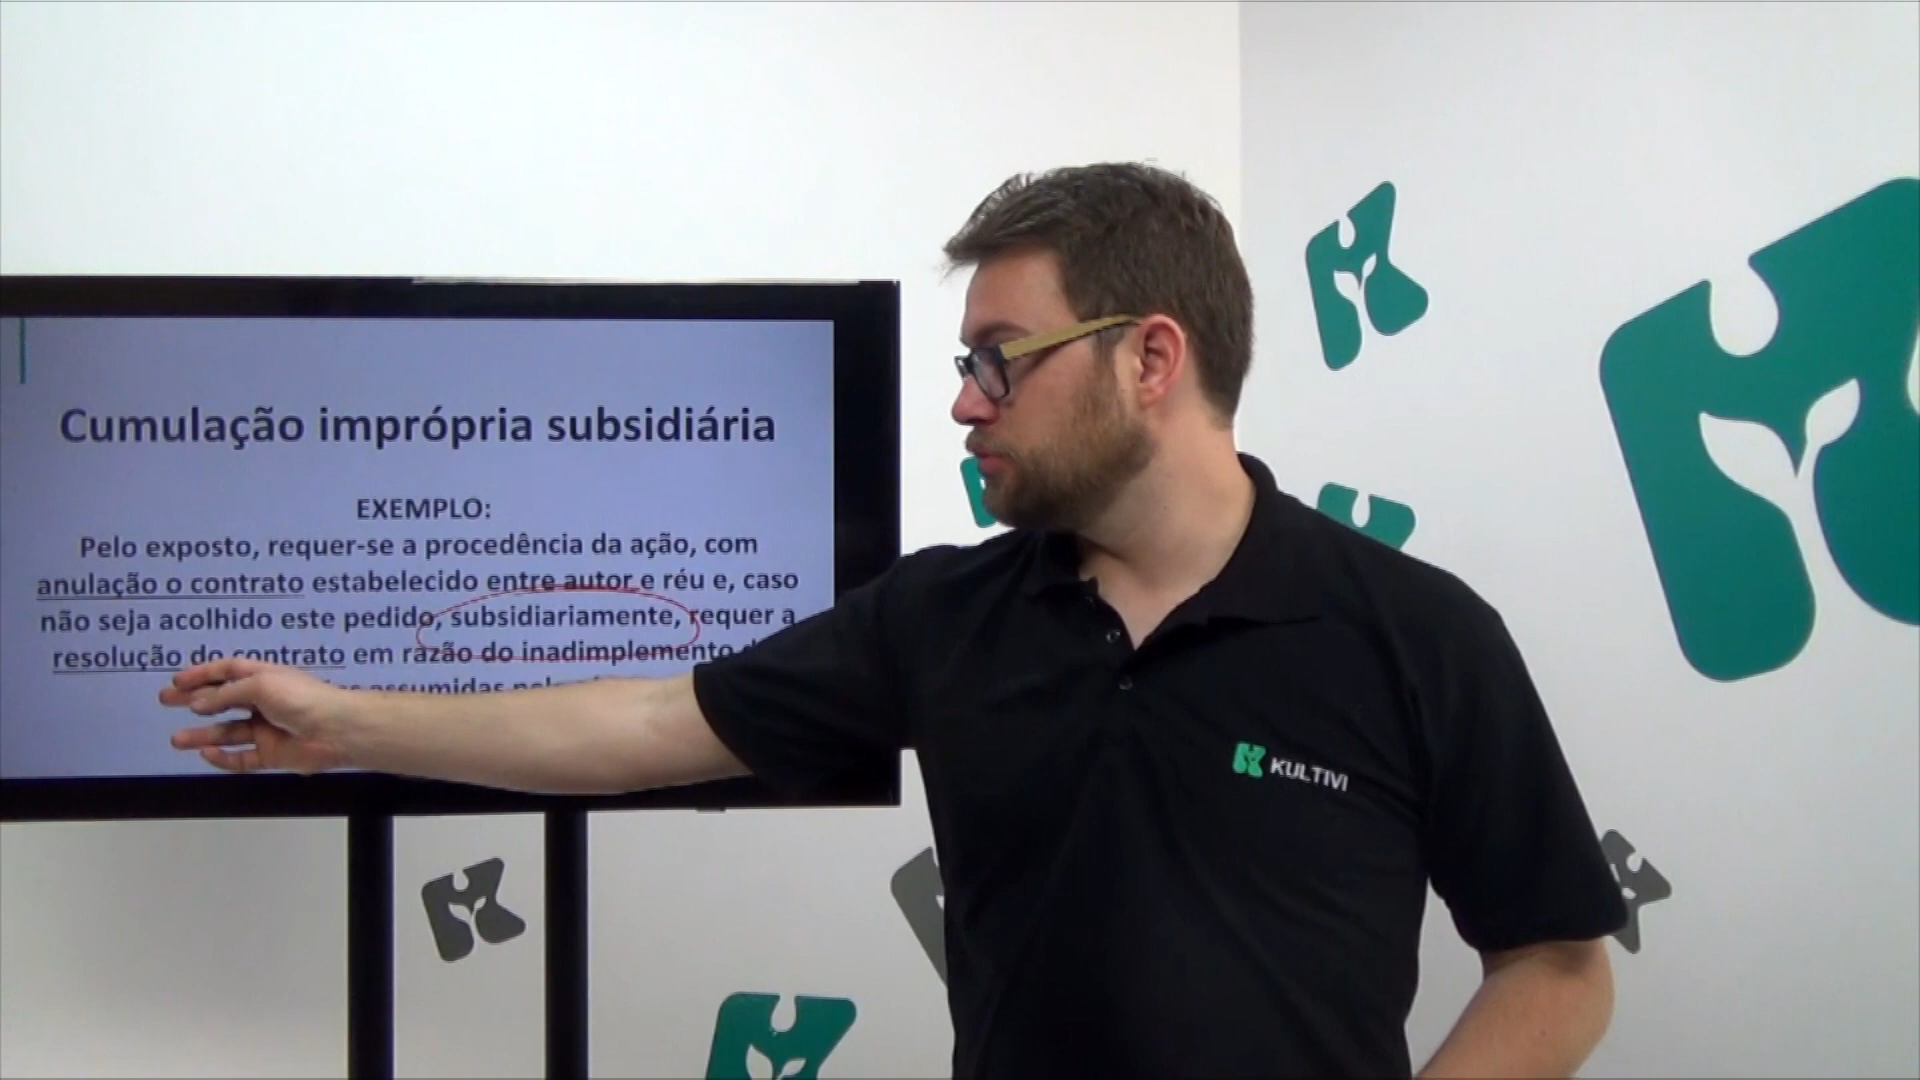 Cumulação imprópria subsidiária
EXEMPLO:
Pelo exposto, requer-se a procedência da ação, com
anulação o contrato estabelecido entre autor e réu e, caso
não seja acolhido este pedido, subsidiariamente, requer a
resolução do contrato em razão do inadimplemento
assumidas
KULTIVI